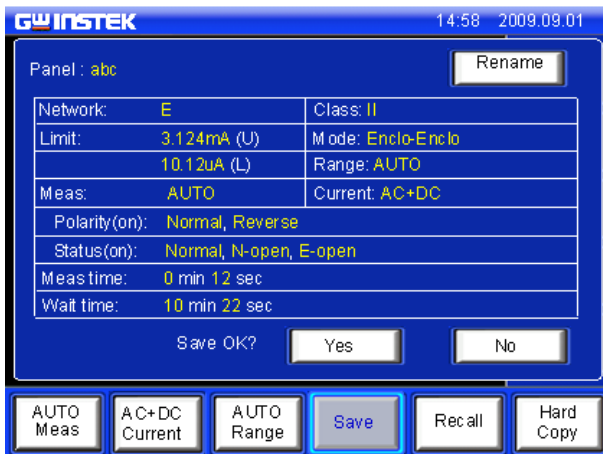 GWINSTEK 14:58 2009.09.01
Panel : abc Rename
Network: E Class: II
Limit: 3.124mA (U) Mode: Enclo-Enclo
10.12uA (L) Range: AUTO
Meas: AUTO Current: AC+DC
Polarity(on): Normal, Reverse
Status(on): Normal, N-open, E-open
Meas time: 0 min 12 sec
Wait time: 10 min 22 sec
Save OK? Yes No
AUTO Meas AC+DC Current AUTO Range Save Recall Hard Copy